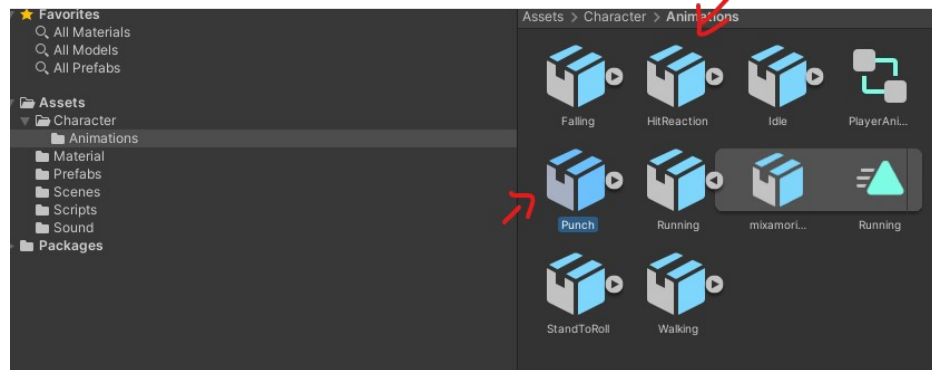 Favorites
All Materials
All Models
All Prefabs
Assets
Character
Animations
Material
Prefabs
Scenes
Scripts
Sound
Packages
Assets > Character > Animations
Falling HitReaction Idle PlayerAni...
Punch Running mixamori... Running
StandToRoll Walking